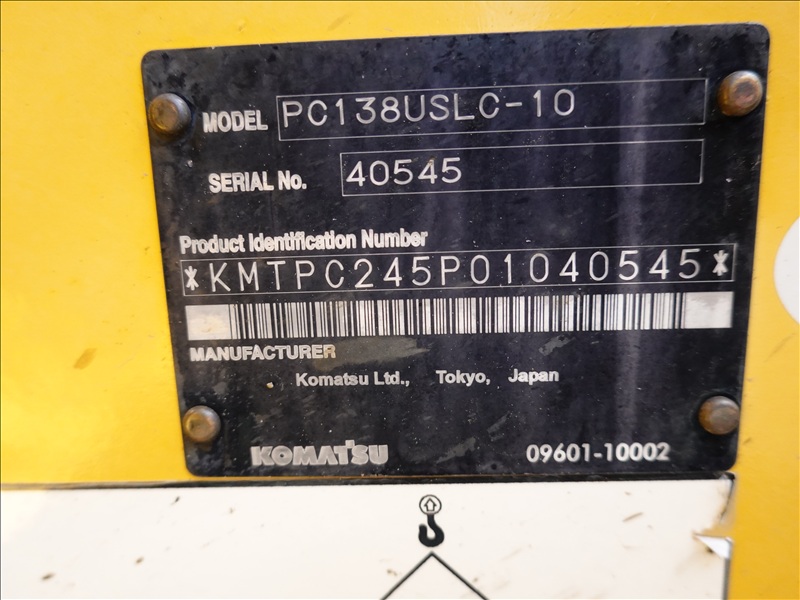 MODEL PC138USLC-10
SERIAL No. 40545
Product Identification Number
*KMTPC245P01040545*
MANUFACTURER
Komatsu Ltd., Tokyo, Japan
KOMATSU 09601-10002